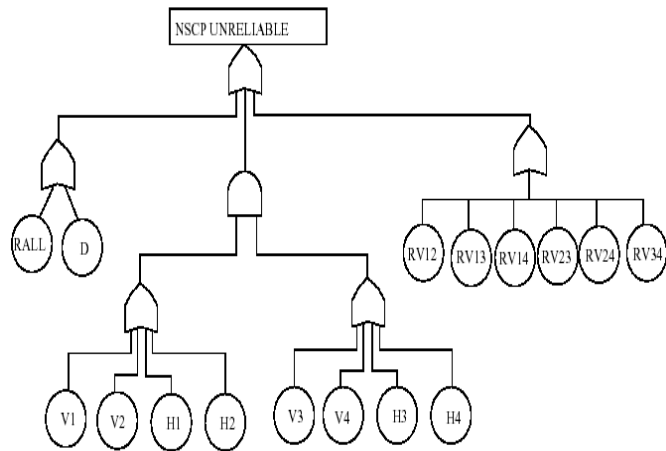 NSCP UNRELIABLE
RALL
D
RV12
RV13
RV14
RV23
RV24
RV34
V1
V2
H1
H2
V3
V4
H3
H4